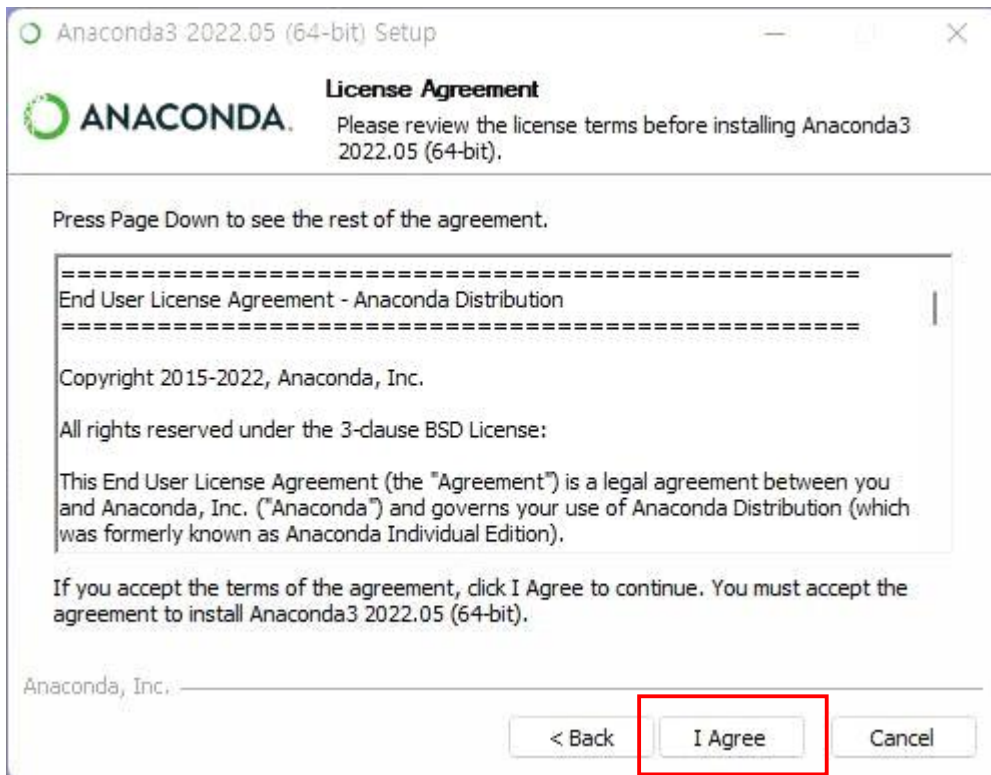 Anaconda3 2022.05 (64-bit) Setup
ANACONDA.
License Agreement
Please review the license terms before installing Anaconda3
2022.05 (64-bit).
Press Page Down to see the rest of the agreement.
==================================================
End User License Agreement - Anaconda Distribution
==================================================
Copyright 2015-2022, Anaconda, Inc.
All rights reserved under the 3-clause BSD License:
This End User License Agreement (the "Agreement") is a legal agreement between you
and Anaconda, Inc. ("Anaconda") and governs your use of Anaconda Distribution (which
was formerly known as Anaconda Individual Edition).
If you accept the terms of the agreement, click I Agree to continue. You must accept the
agreement to install Anaconda3 2022.05 (64-bit).
Anaconda, Inc.
< Back I Agree Cancel